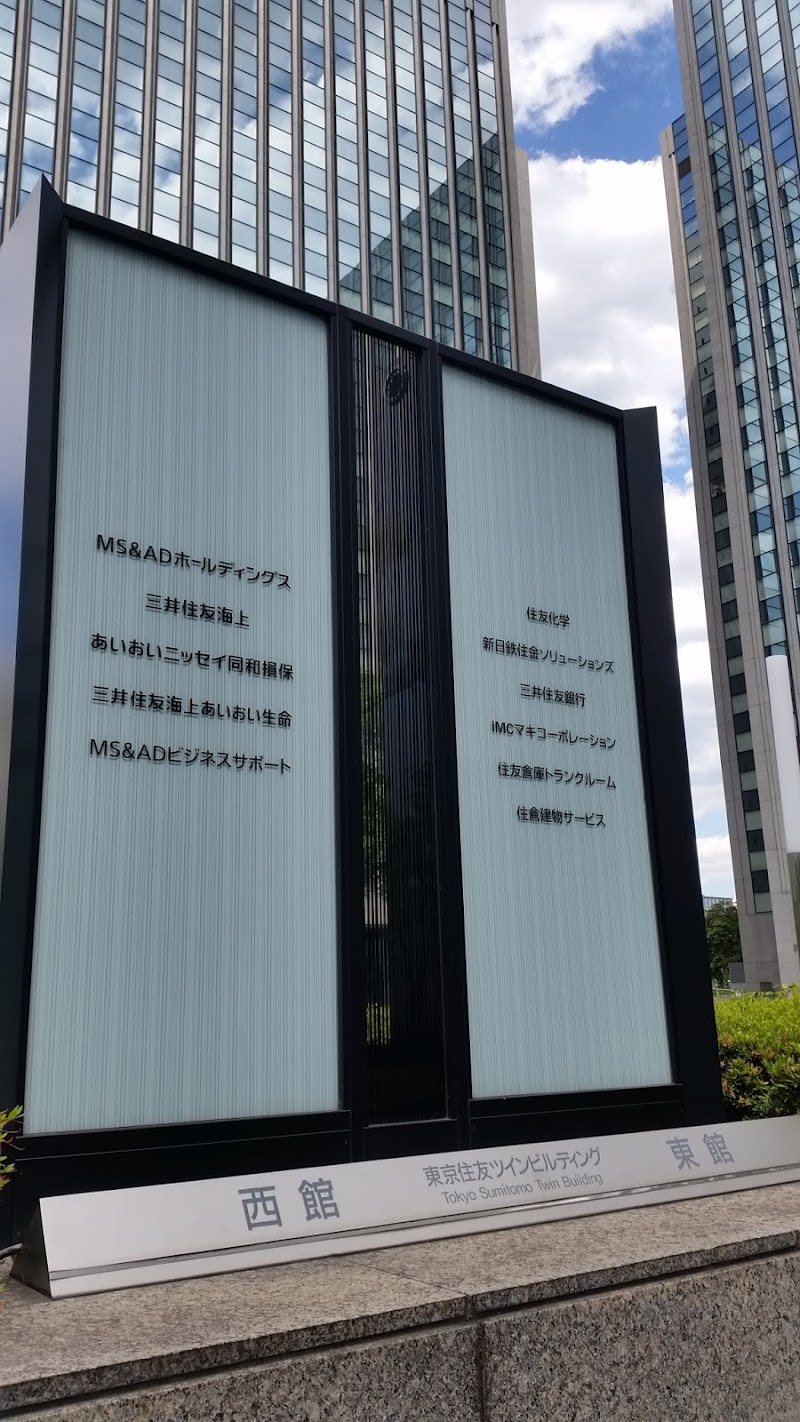 MS&ADホールディングス
三井住友海上
あいおいニッセイ同和損保
三井住友海上あいおい生命
MS&ADビジネスサポート
住友化学
新日鉄住金ソリューションズ
三井住友銀行
IMCマキコーポレーション
住友倉庫トランクルーム
住倉建物サービス
西館
東京住友ツインビルディング
Tokyo Sumitomo Twin Building
東館